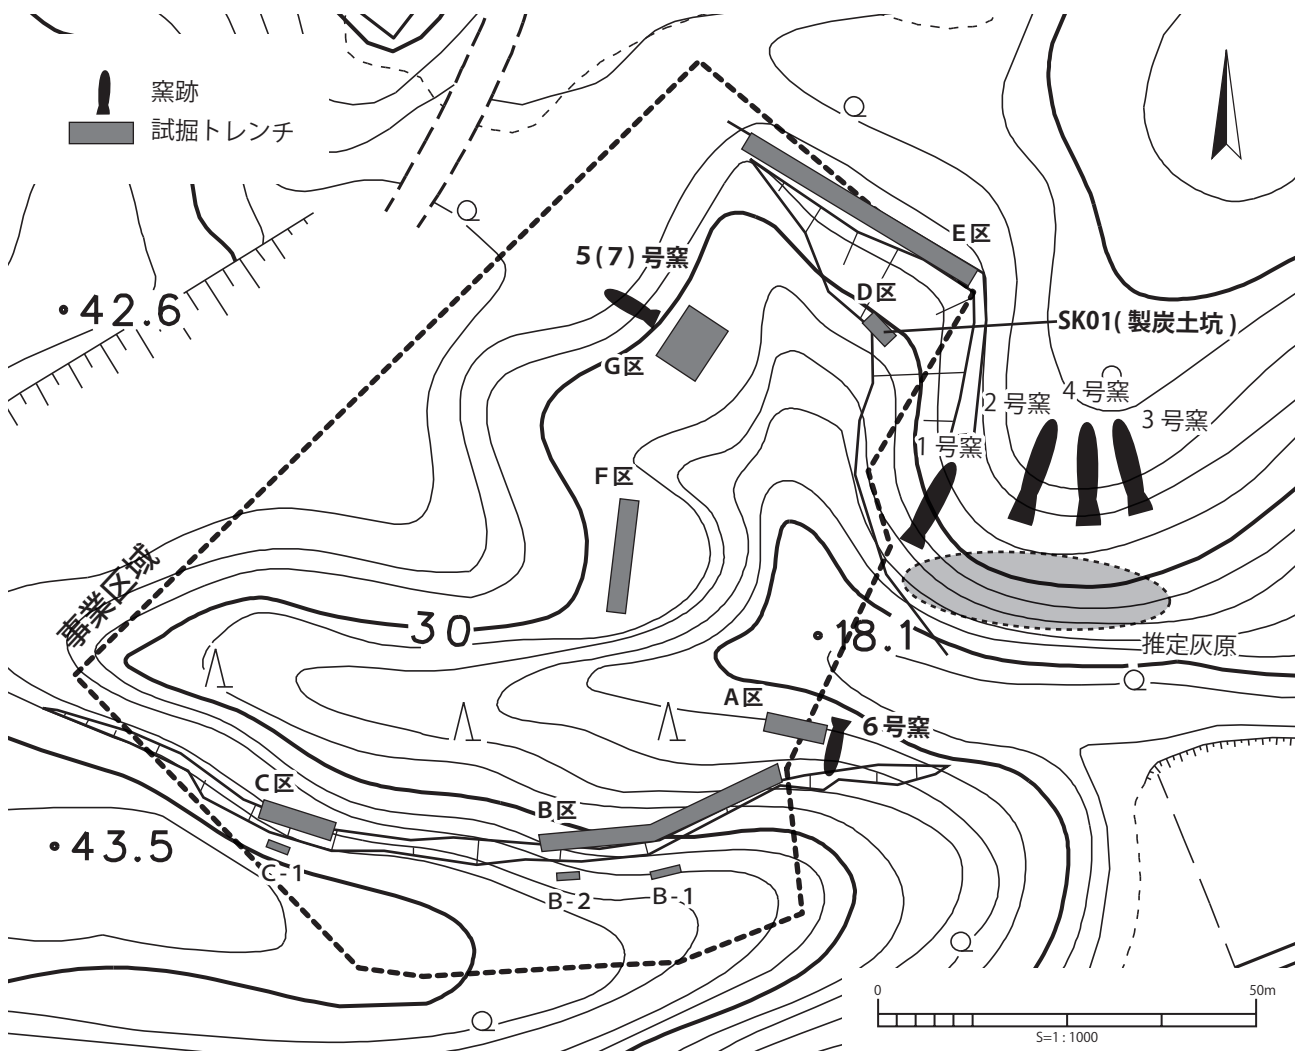 窯跡
試掘トレンチ
E区
5(7)号窯
D区
42.6
SK01(製炭土坑)
G区
2号窯
4号窯
3号窯
1号窯
F区
事業区域
30
18.1
推定灰原
A区
6号窯
C区
B区
43.5
C-1
B-2
B-1
0
50m
S=1:1000